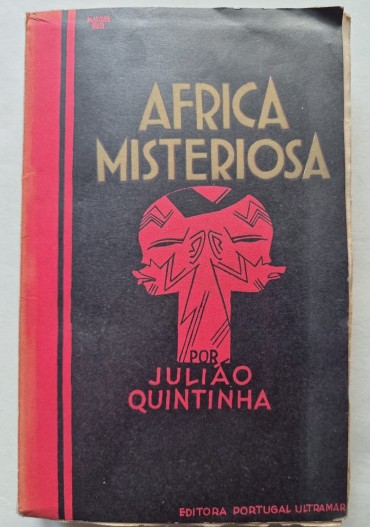 AFRICA
MISTERIOSA
POR
JULIÃO
QUINTINHA
EDITORA PORTUGAL ULTRAMAR